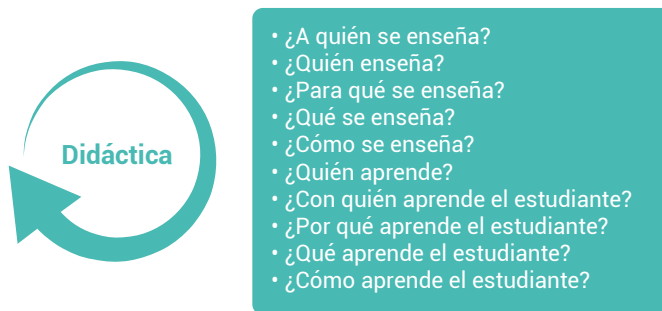 Didáctica
• ¿A quién se enseña?
• ¿Quién enseña?
• ¿Para qué se enseña?
• ¿Qué se enseña?
• ¿Cómo se enseña?
• ¿Quién aprende?
• ¿Con quién aprende el estudiante?
• ¿Por qué aprende el estudiante?
• ¿Qué aprende el estudiante?
• ¿Cómo aprende el estudiante?